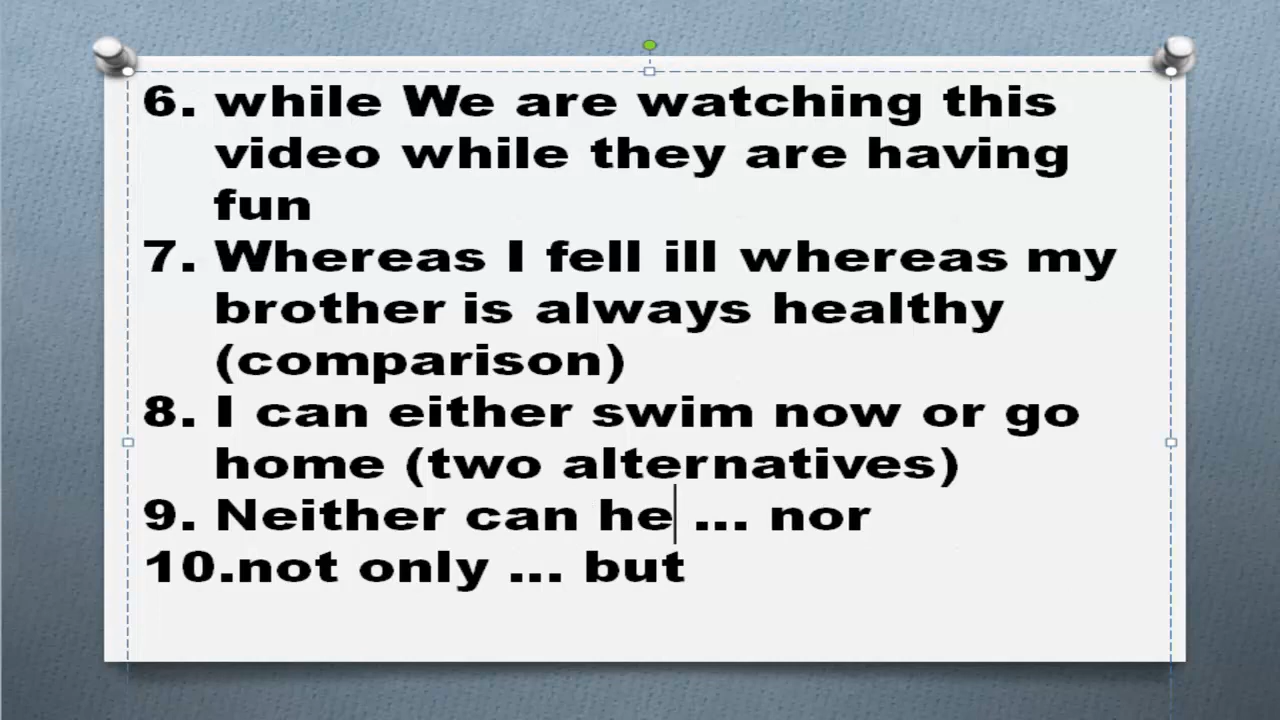 6. while We are watching this
video while they are having
fun
7. Whereas I fell ill whereas my
brother is always healthy
(comparison)
8. I can either swim now or go
home (two alternatives)
9. Neither can he ... nor
10.not only ... but